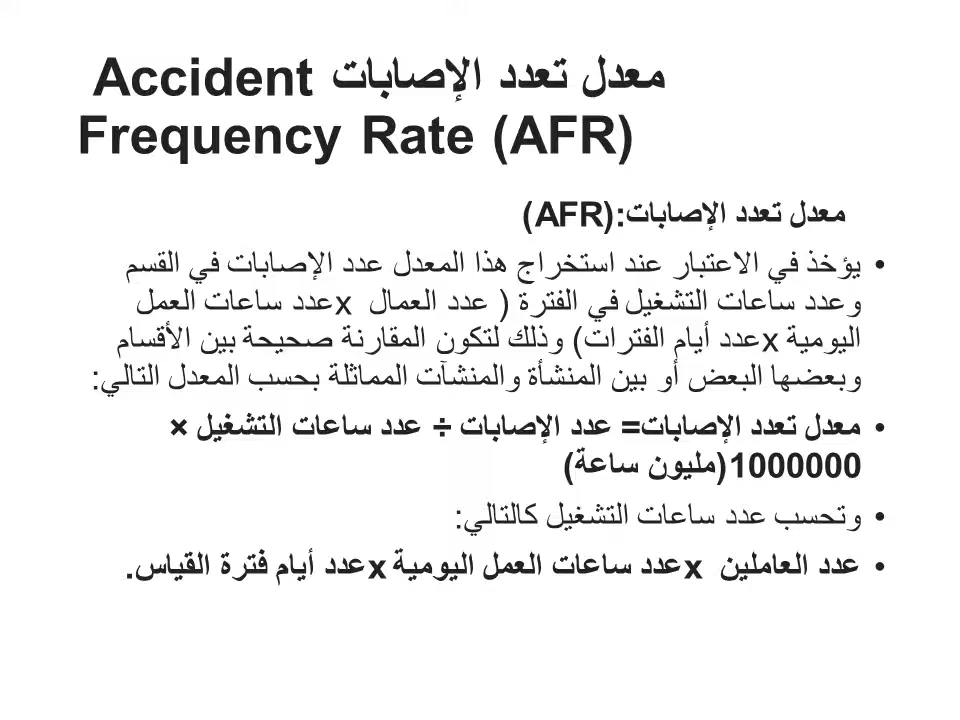 معدل تعدد الإصابات Accident
Frequency Rate (AFR)
معدل تعدد الإصابات:(AFR)
• يؤخذ في الاعتبار عند استخراج هذا المعدل عدد الإصابات في القسم
وعدد ساعات التشغيل في الفترة ( عدد العمال xعدد ساعات العمل
اليومية xعدد أيام الفترات) وذلك لتكون المقارنة صحيحة بين الأقسام
وبعضها البعض أو بين المنشأة والمنشآت المماثلة بحسب المعدل التالي:
• معدل تعدد الإصابات= عدد الإصابات ÷ عدد ساعات التشغيل ×
1000000(مليون ساعة)
• وتحسب عدد ساعات التشغيل كالتالي:
• عدد العاملين xعدد ساعات العمل اليومية xعدد أيام فترة القياس.